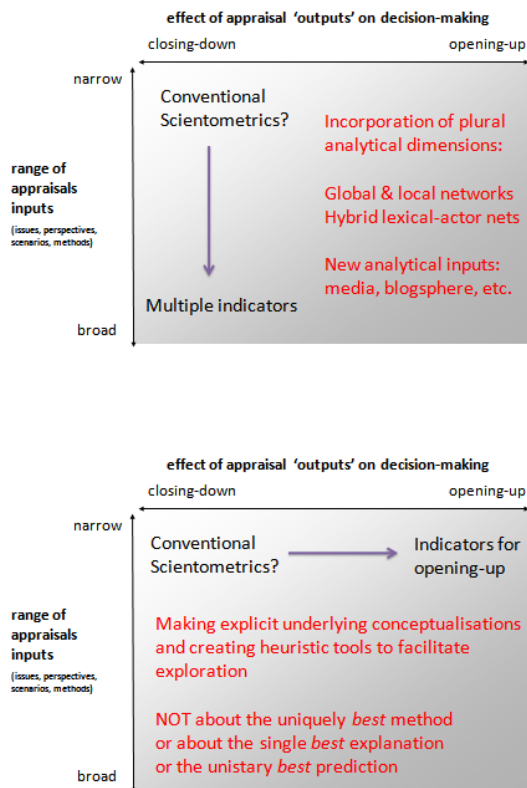 effect of appraisal 'outputs' on decision-making
closing-down opening-up
narrow
Conventional
Scientometrics?
Incorporation of plural
analytical dimensions:
range of
appraisals
inputs
(issues, perspectives,
scenarios, methods)
Global & local networks
Hybrid lexical-actor nets
New analytical inputs:
media, blogsphere, etc.
Multiple indicators
broad
effect of appraisal 'outputs' on decision-making
closing-down opening-up
narrow
Conventional
Scientometrics?
Indicators for
opening-up
range of
appraisals
inputs
(issues, perspectives,
scenarios, methods)
Making explicit underlying conceptualisations
and creating heuristic tools to facilitate
exploration
NOT about the uniquely best method
or about the single best explanation
or the unistary best prediction
broad